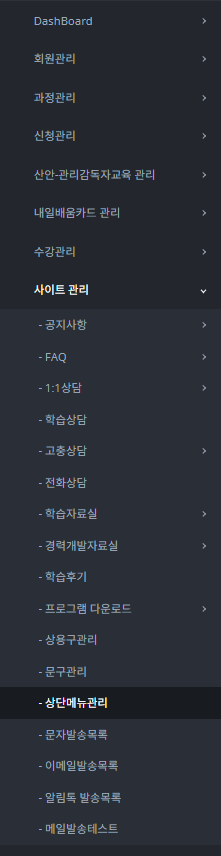 DashBoard
회원관리
과정관리
신청관리
산안-관리감독자교육 관리
내일배움카드 관리
수강관리
사이트 관리
- 공지사항
- FAQ
- 1:1상담
- 학습상담
- 고충상담
- 전화상담
- 학습자료실
- 경력개발자료실
- 학습후기
- 프로그램 다운로드
- 상용구관리
- 문구관리
- 상단메뉴관리
- 문자발송목록
- 이메일발송목록
- 알림톡 발송목록
- 메일발송테스트